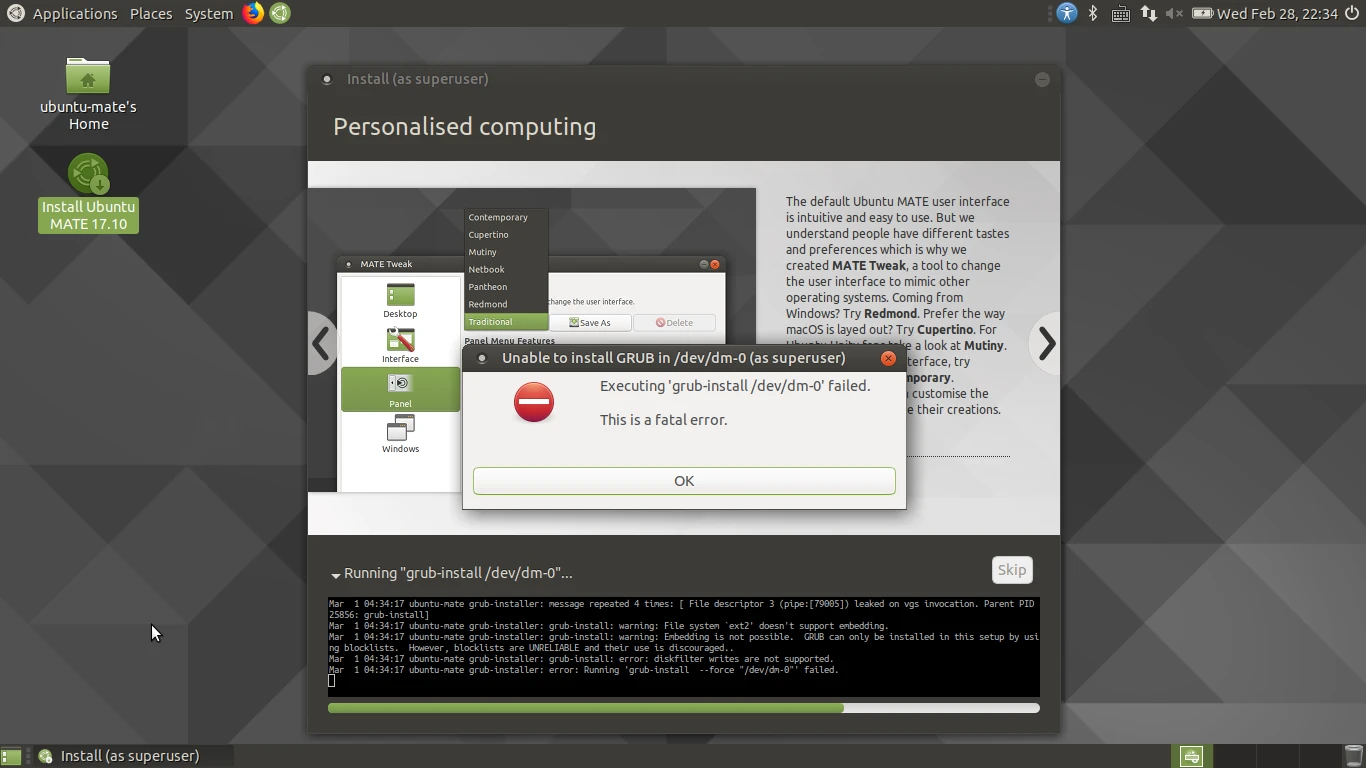 Applications Places System
Wed Feb 28, 22:34
ubuntu-mate's
Home
Install Ubuntu
MATE 17.10
Install (as superuser)
Personalised computing
Contemporary
Cupertino
Mutiny
Netbook
Pantheon
Redmond
Traditional
MATE Tweak
Desktop
Interface
Panel
Windows
change the user interface.
Save As
Delete
Panel Menu Features
The default Ubuntu MATE user interface
is intuitive and easy to use. But we
understand people have different tastes
and preferences which is why we
created MATE Tweak, a tool to change
the user interface to mimic other
operating systems. Coming from
Windows? Try Redmond. Prefer the way
macOS is layed out? Try Cupertino. For
Ubuntu Unity fans take a look at Mutiny.
terface, try
mporary.
customise the
e their creations.
Unable to install GRUB in /dev/dm-0 (as superuser)
Executing 'grub-install /dev/dm-0' failed.
This is a fatal error.
OK
Running "grub-install /dev/dm-0"...
Skip
Mar 1 04:34:17 ubuntu-mate grub-installer: message repeated 4 times: [ File descriptor 3 (pipe:[79005]) leaked on vgs invocation. Parent PID
25856: grub-install]
Mar 1 04:34:17 ubuntu-mate grub-installer: grub-install: warning: File system `ext2' doesn't support embedding.
Mar 1 04:34:17 ubuntu-mate grub-installer: grub-install: warning: Embedding is not possible. GRUB can only be installed in this setup by usi
ng blocklists. However, blocklists are UNRELIABLE and their use is discouraged..
Mar 1 04:34:17 ubuntu-mate grub-installer: grub-install: error: diskfilter writes are not supported.
Mar 1 04:34:17 ubuntu-mate grub-installer: error: Running 'grub-install --force "/dev/dm-0"' failed.
Install (as superuser)